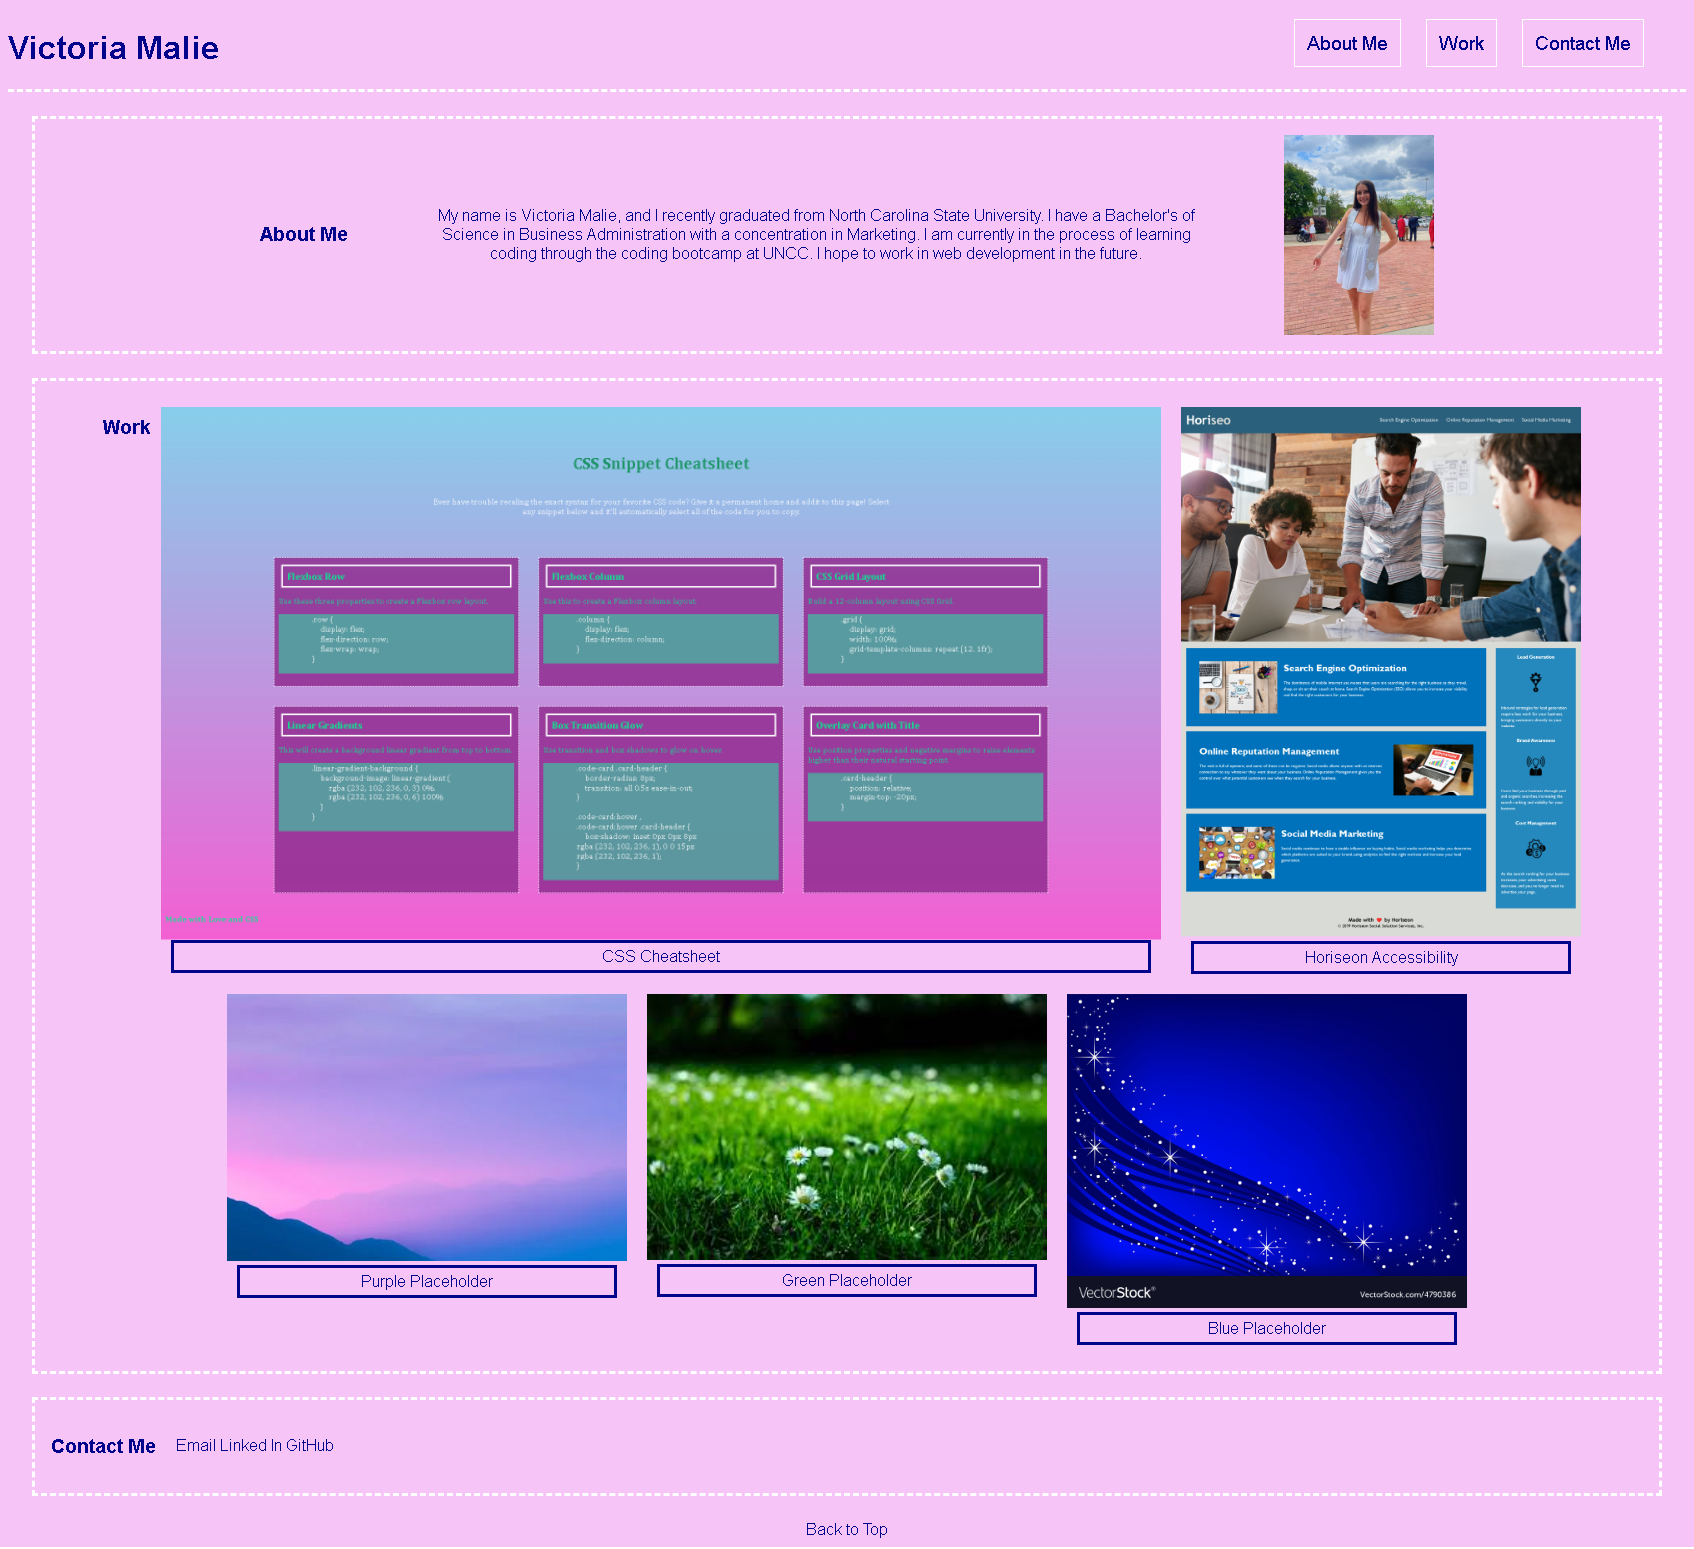 Victoria Malie
About Me
Work
Contact Me
About Me
My name is Victoria Malie, and I recently graduated from North Carolina State University. I have a Bachelor's of
Science in Business Administration with a concentration in Marketing. I am currently in the process of learning
coding through the coding bootcamp at UNCC. I hope to work in web development in the future.
Work
CSS Snippet Cheatsheet
Ever have trouble recaling the exact syntax for your favorite CSS code? Give it a permanent home and add it to this page! Select
any snippet below and it'll automatically select all of the code for you to copy.
Flexbox Row
Use these three properties to create a Flexbox row layout.
.row {
display: flex;
flex-direction: row;
flex-wrap: wrap;
}
Flexbox Column
Use this to create a Flexbox column layout.
.column {
display: flex;
flex-direction: column;
}
CSS Grid Layout
Build a 12-column layout using CSS Grid.
.grid {
display: grid;
width: 100%;
grid-template-columns: repeat (12, 1fr);
}
Linear Gradients
This will create a background linear gradient from top to bottom.
.linear-gradient-background {
background-image: linear-gradient (
rgba (232, 102, 236, 0, 3) 0%,
rgba (232, 102, 236, 0, 6) 100%
)
}
Box Transition Glow
Use transition and box shadows to glow on hover.
.code-card .card-header {
border-radius: 8px;
transition: all 0.5s ease-in-out;
}
.code-card:hover ,
.code-card:hover .card-header {
box-shadow: inset 0px 0px 8px
rgba (232, 102, 236, 1), 0 0 15px
rgba (232, 102, 236, 1);
}
Overlay Card with Title
Use position properties and negative margins to raise elements
higher than their natural starting point.
.card-header {
position: relative;
margin-top: -20px;
}
CSS Cheatsheet
Horiseo
Search Engine Optimization
Online Reputation Management
Social Media Marketing
Search Engine Optimization
Online Reputation Management
Social Media Marketing
Lead Generation
Brand Awareness
Cost Management
Made with ❤️ by Horiseon
© 2019 Horiseon Social Solution Services, Inc.
Horiseon Accessibility
Purple Placeholder
Green Placeholder
VectorStock®
VectorStock.com/4790386
Blue Placeholder
Contact Me
Email Linked In GitHub
Back to Top